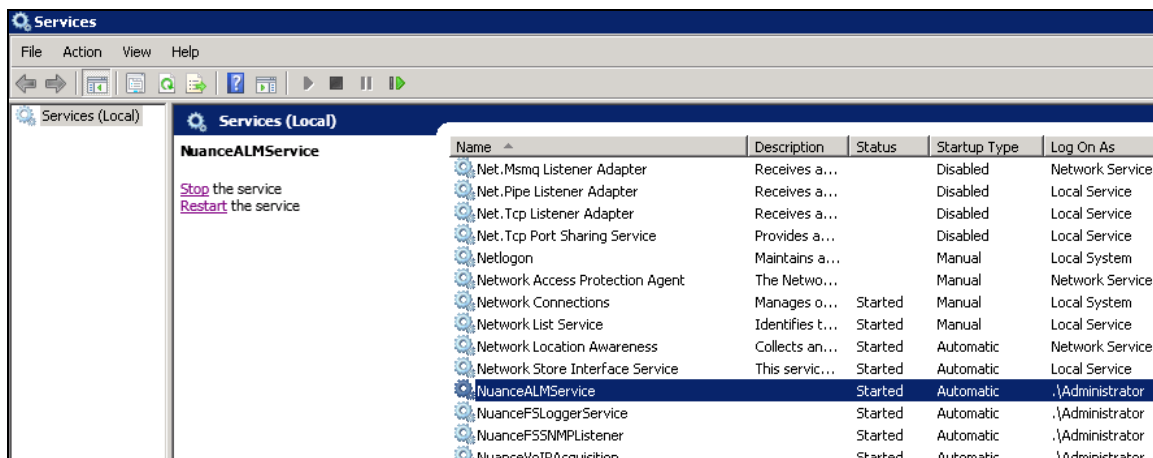 Services
File Action View Help
Services (Local)
Services (Local)
NuanceALMService
Stop the service
Restart the service
Name Description Status Startup Type Log On As
Net.Msmq Listener Adapter Receives a... Disabled Network Service
Net.Pipe Listener Adapter Receives a... Disabled Local Service
Net.Tcp Listener Adapter Receives a... Disabled Local Service
Net.Tcp Port Sharing Service Provides a... Disabled Local Service
Netlogon Maintains a... Manual Local System
Network Access Protection Agent The Netwo... Manual Network Service
Network Connections Manages o... Started Manual Local System
Network List Service Identifies t... Started Manual Local Service
Network Location Awareness Collects an... Started Automatic Network Service
Network Store Interface Service This servic... Started Automatic Local Service
NuanceALMService Started Automatic .\Administrator
NuanceFSLoggerService Started Automatic .\Administrator
NuanceFSSNMPListener Started Automatic .\Administrator
NuanceVoIPAcquisition Started Automatic .\Administrator